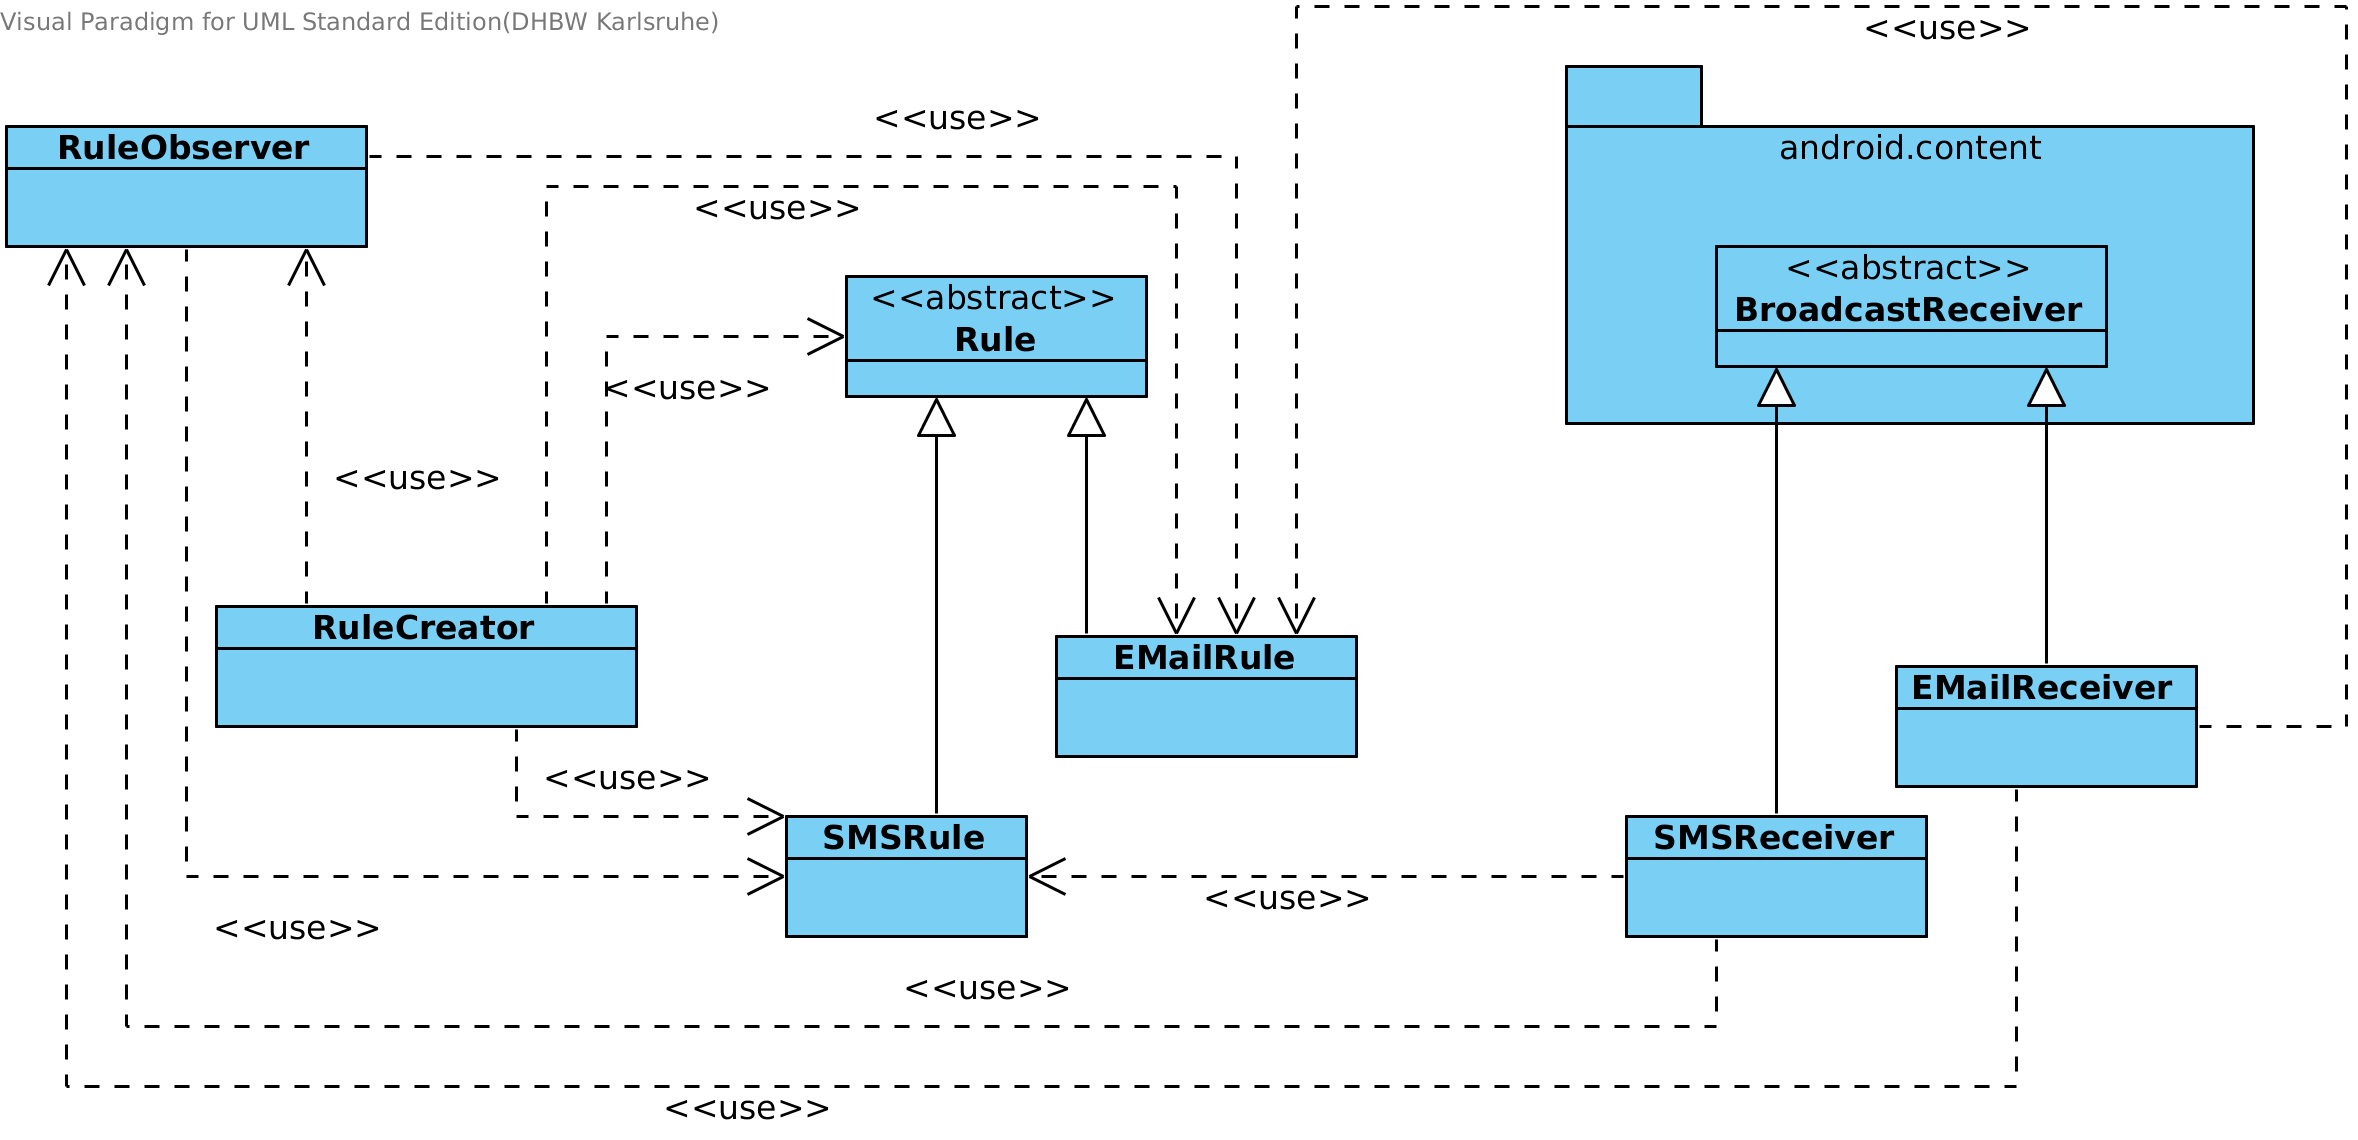 Visual Paradigm for UML Standard Edition(DHBW Karlsruhe)
<<use>>
<<use>>
RuleObserver
android.content
<<use>>
<<abstract>>
BroadcastReceiver
<<abstract>>
Rule
<<use>>
<<use>>
RuleCreator
EMailRule
EMailReceiver
<<use>>
SMSRule
SMSReceiver
<<use>>
<<use>>
<<use>>
<<use>>